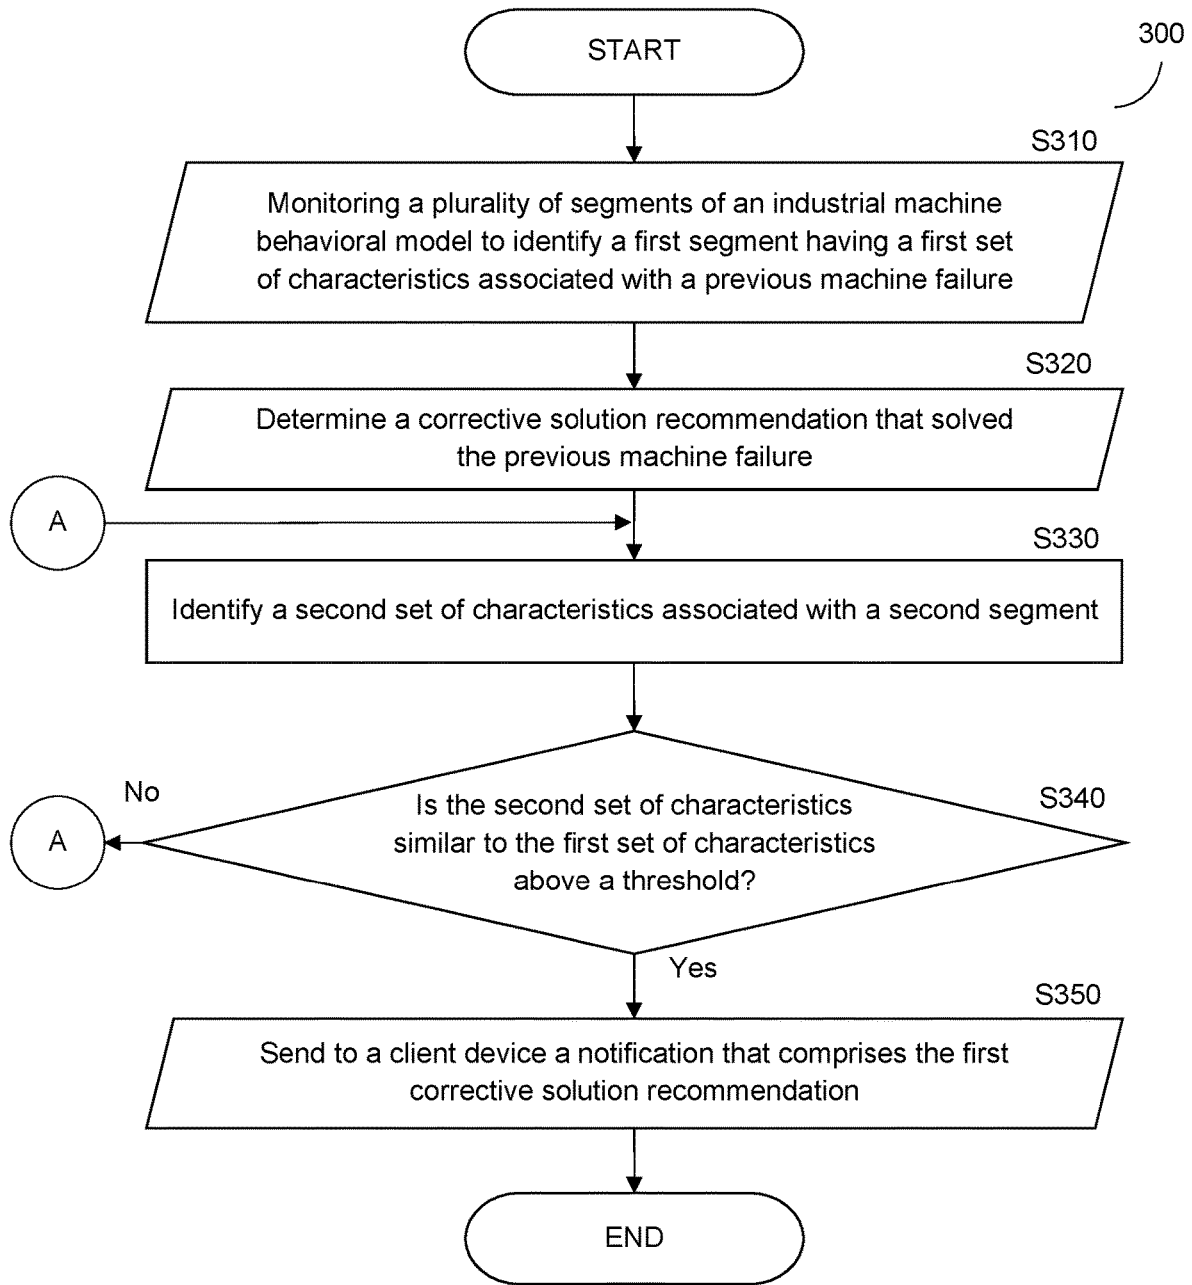 START
300
S310
Monitoring a plurality of segments of an industrial machine
behavioral model to identify a first segment having a first set
of characteristics associated with a previous machine failure
S320
Determine a corrective solution recommendation that solved
the previous machine failure
A
S330
Identify a second set of characteristics associated with a second segment
No
A
S340
Is the second set of characteristics
similar to the first set of characteristics
above a threshold?
Yes
S350
Send to a client device a notification that comprises the first
corrective solution recommendation
END